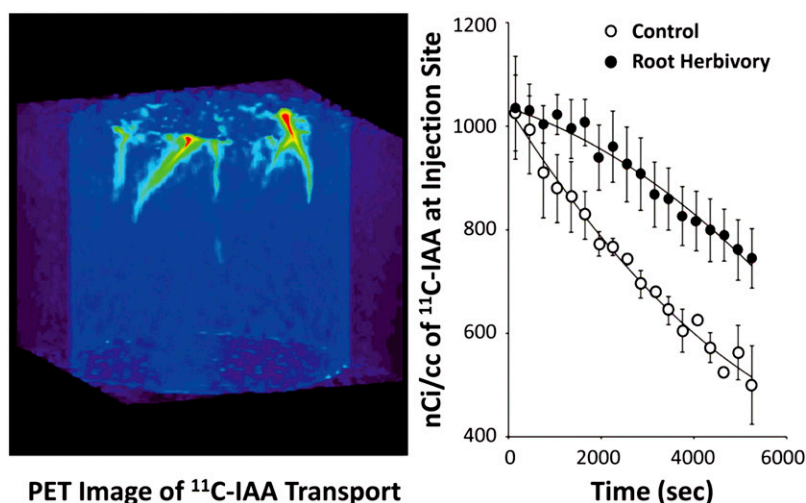 PET Image of ¹¹C-IAA Transport
nCi/cc of ¹¹C-IAA at Injection Site
1200
1000
800
600
400
Control
Root Herbivory
0
2000
4000
6000
Time (sec)